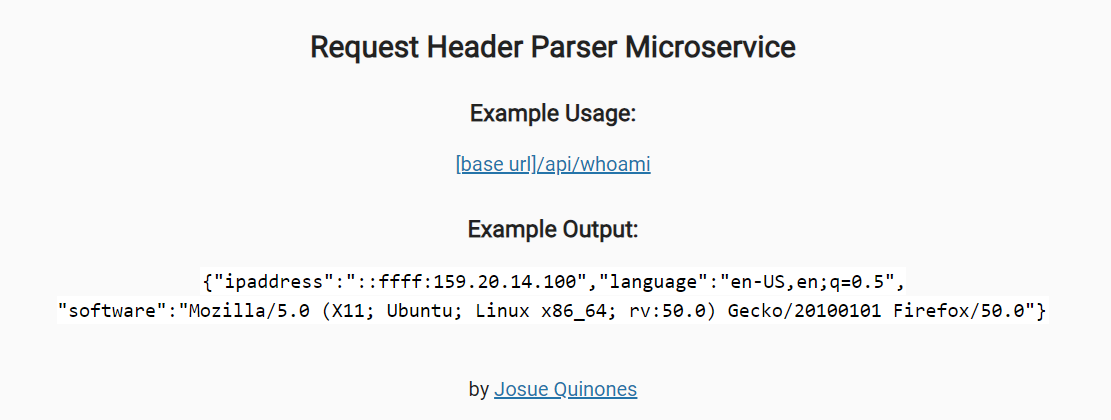 Request Header Parser Microservice
Example Usage:
[base url]/api/whoami
Example Output:
{"ipaddress":"::ffff:159.20.14.100","language":"en-US,en;q=0.5",
"software":"Mozilla/5.0 (X11; Ubuntu; Linux x86_64; rv:50.0) Gecko/20100101 Firefox/50.0"}
by Josue Quinones